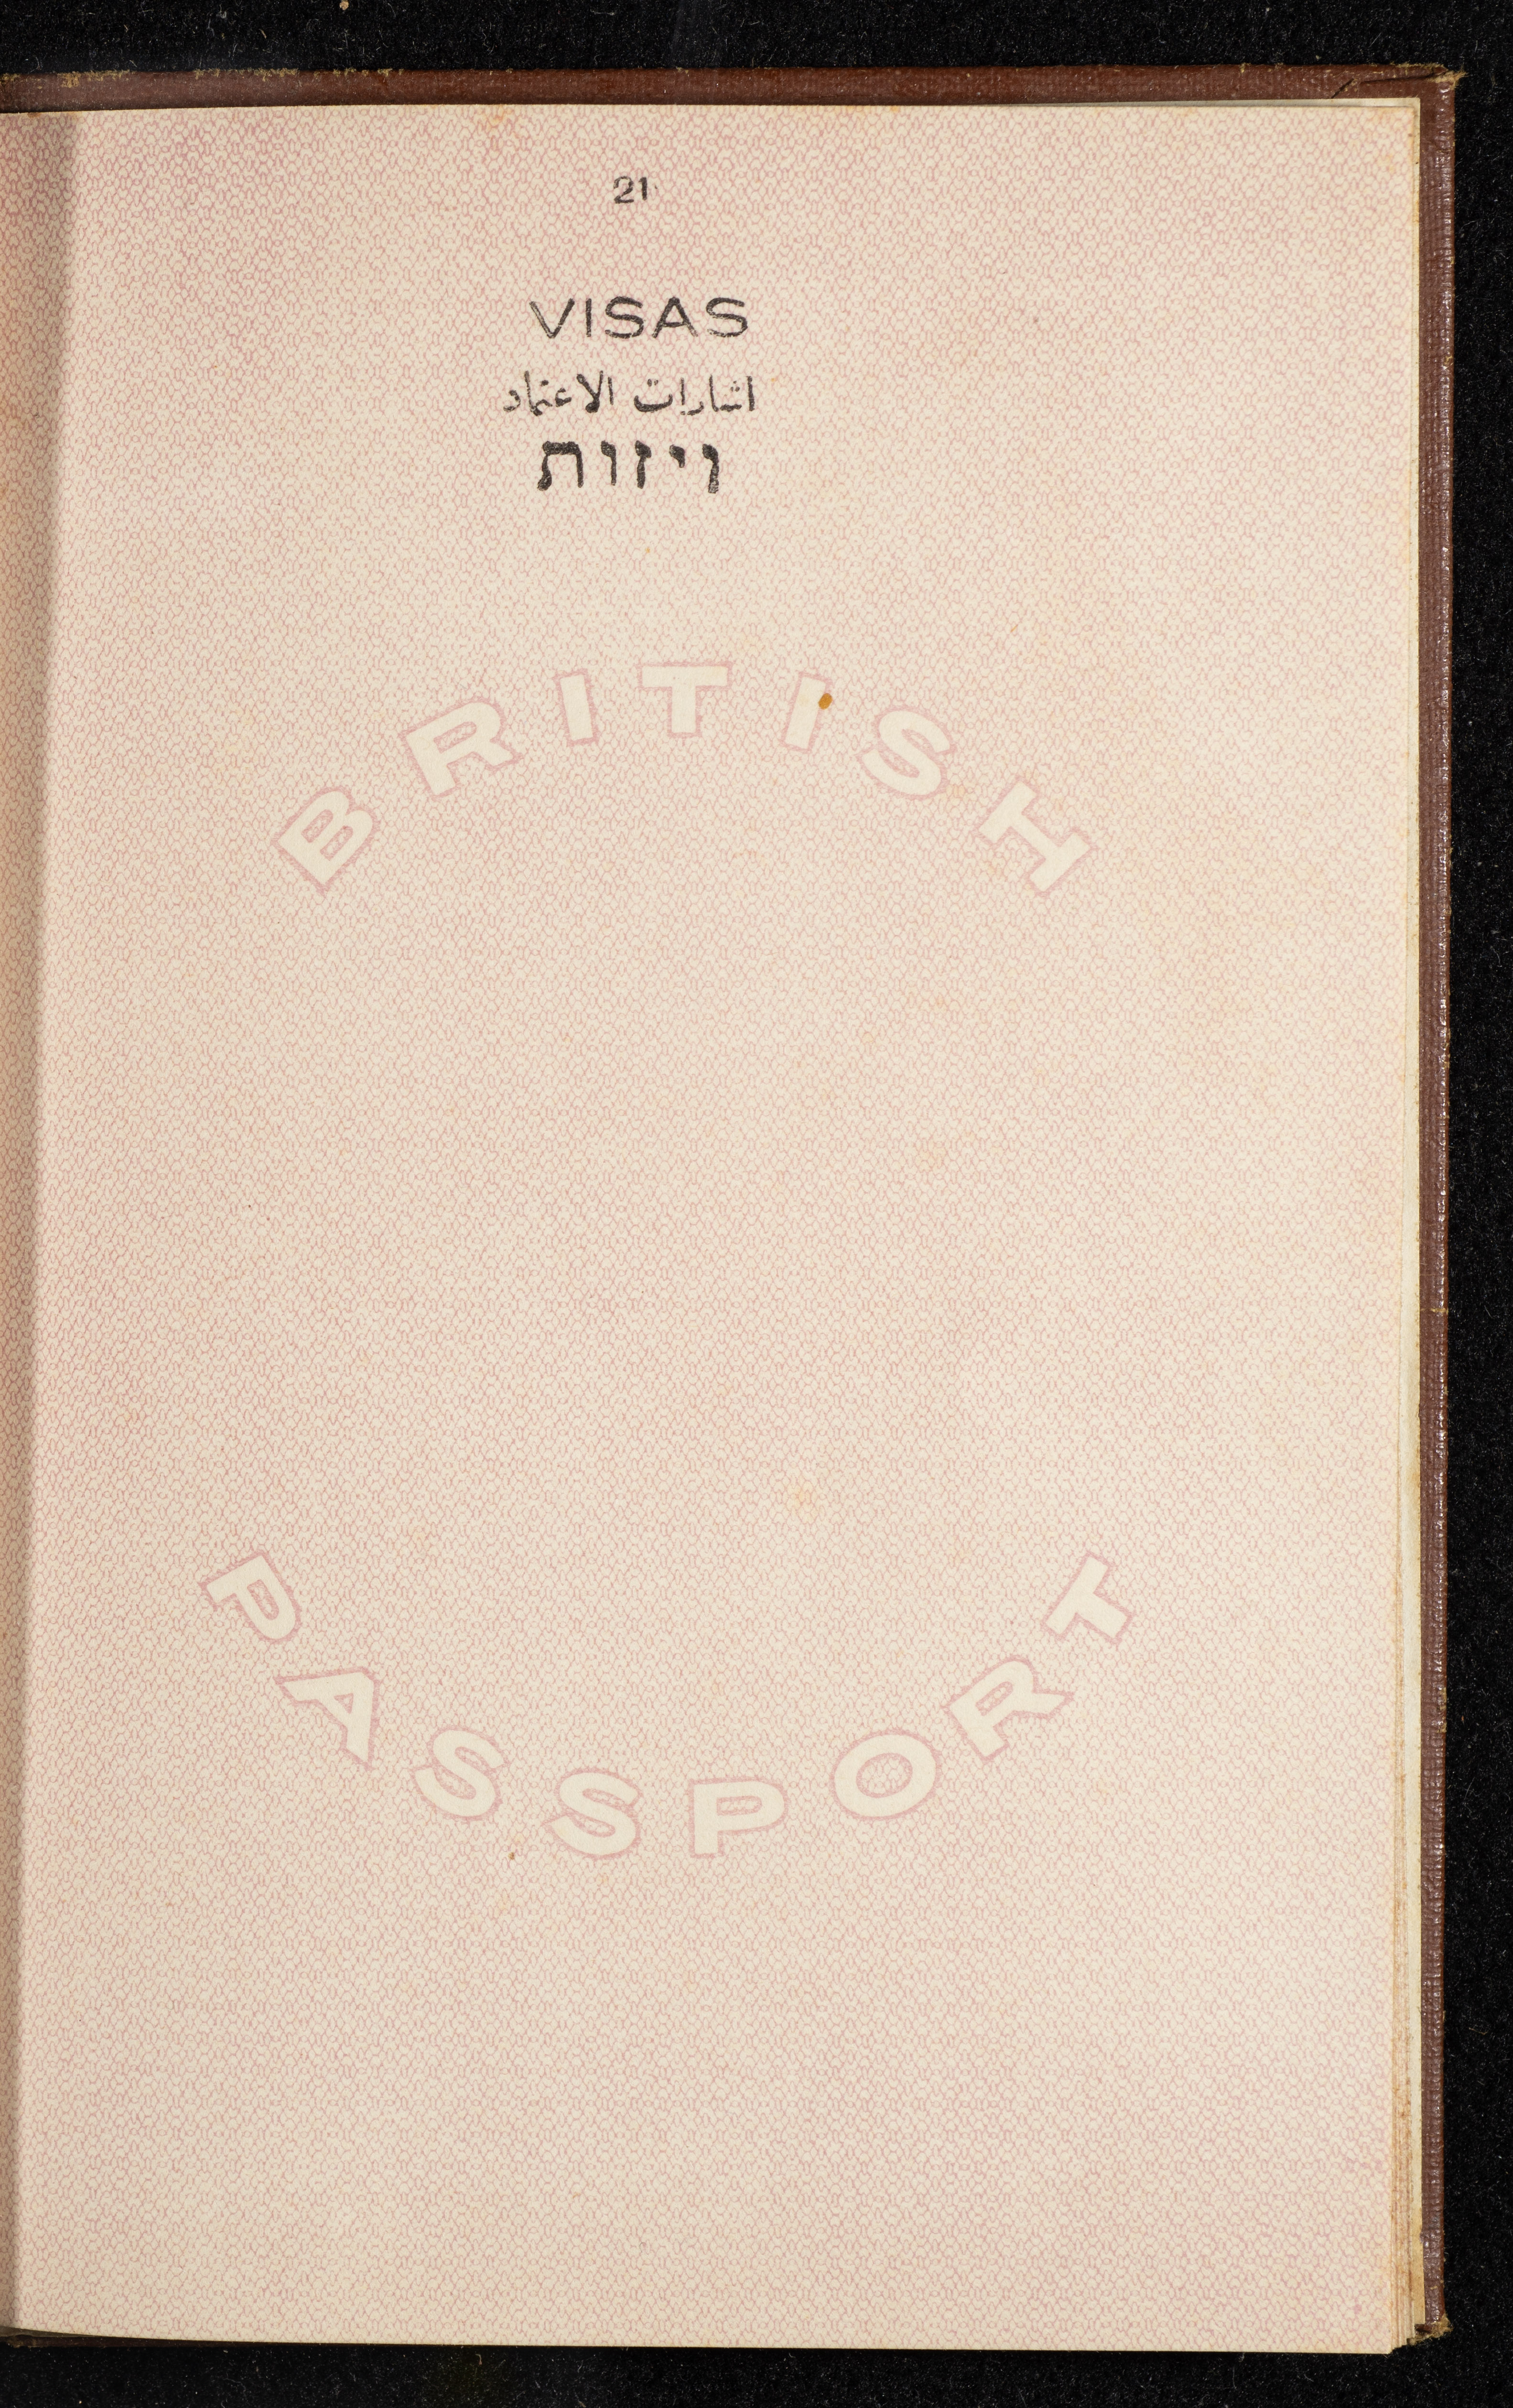 21
VISAS
اشارات الاعتماد
ויזות
BRITISH
PASSPORT